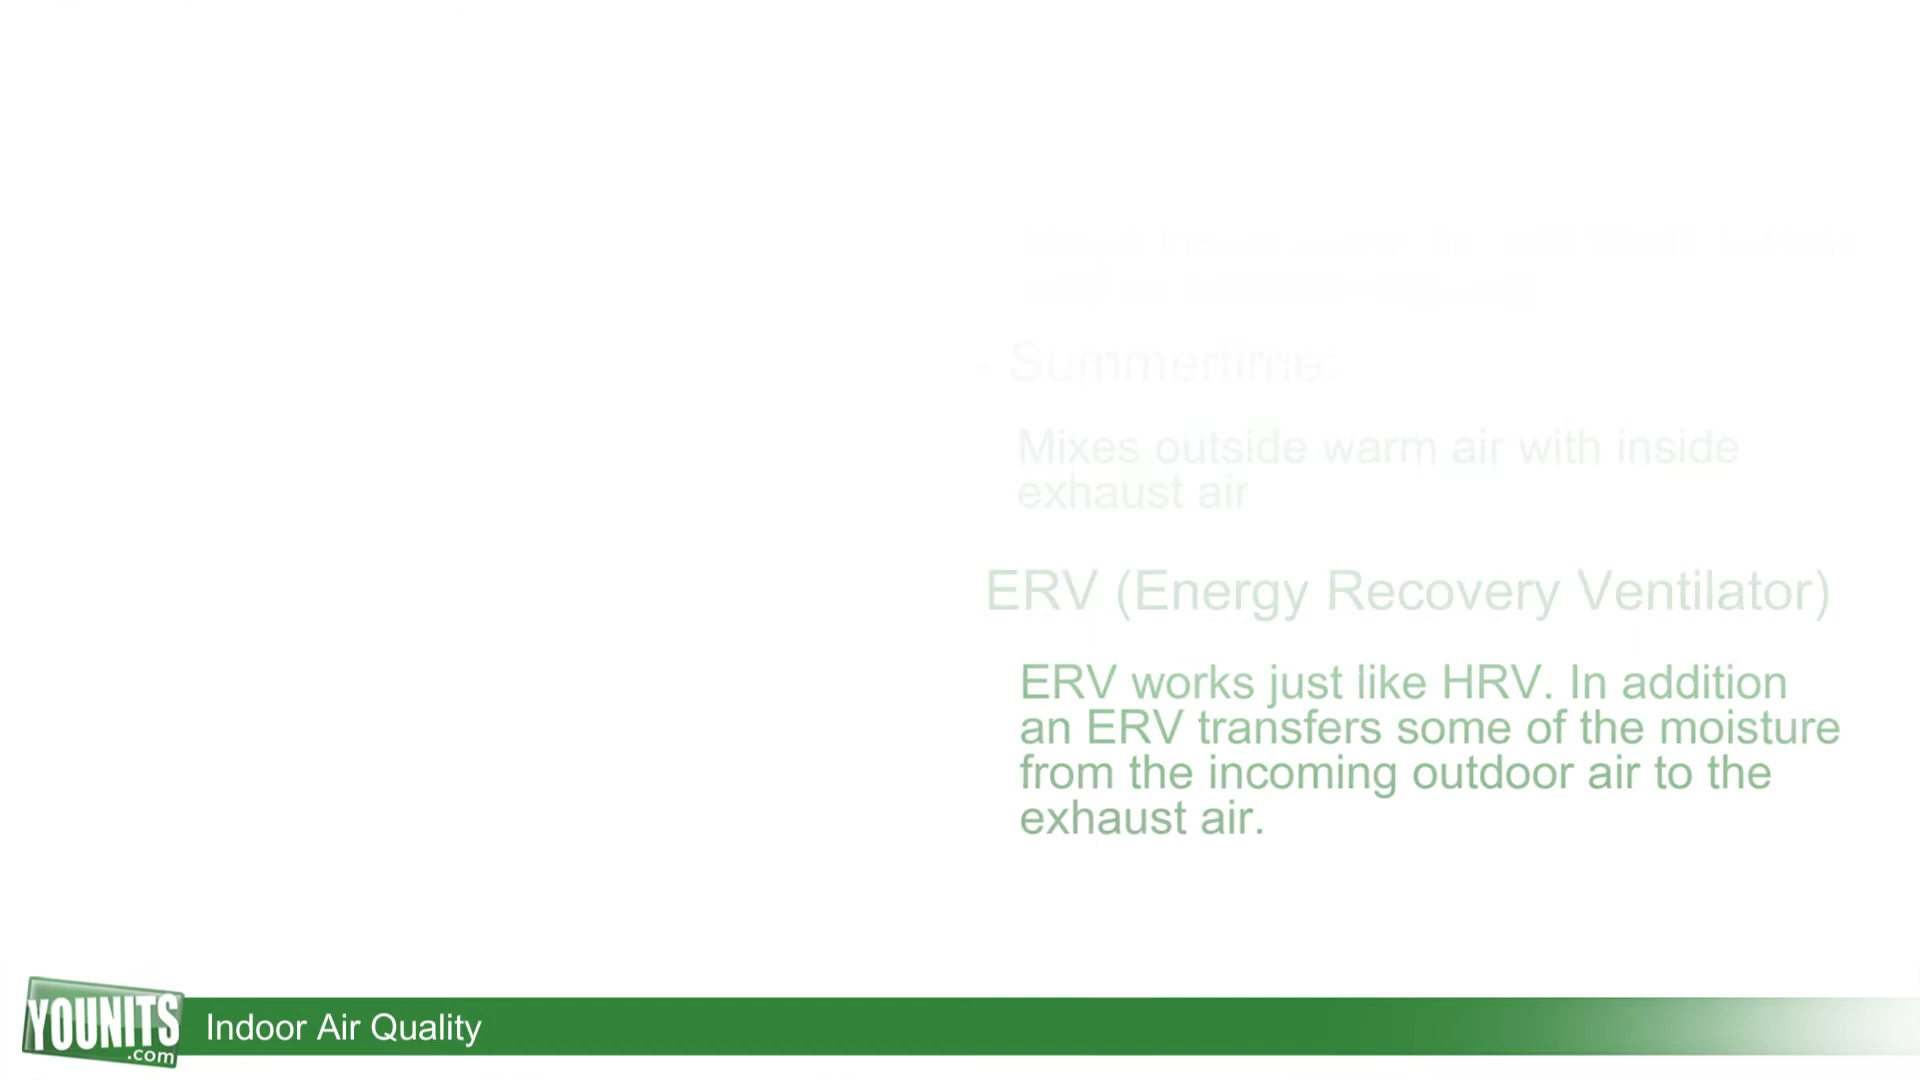 - Summertime:
Mixes outside warm air with inside
exhaust air
ERV (Energy Recovery Ventilator)
ERV works just like HRV. In addition
an ERV transfers some of the moisture
from the incoming outdoor air to the
exhaust air.
YOUNITS
.com
Indoor Air Quality